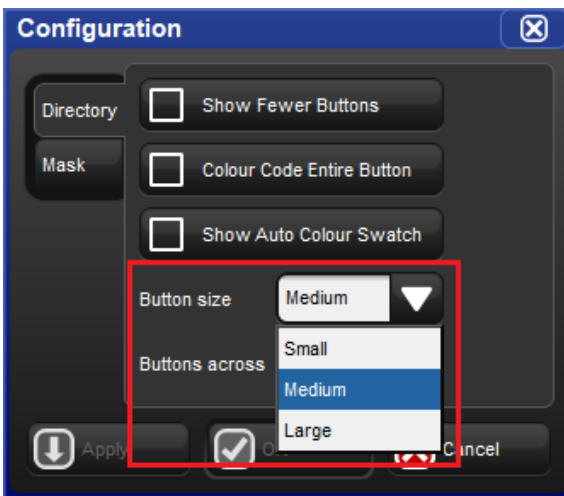 Configuration
Directory
Mask
Show Fewer Buttons
Colour Code Entire Button
Show Auto Colour Swatch
Button size
Medium
Buttons across
Small
Medium
Large
Apply
Cancel